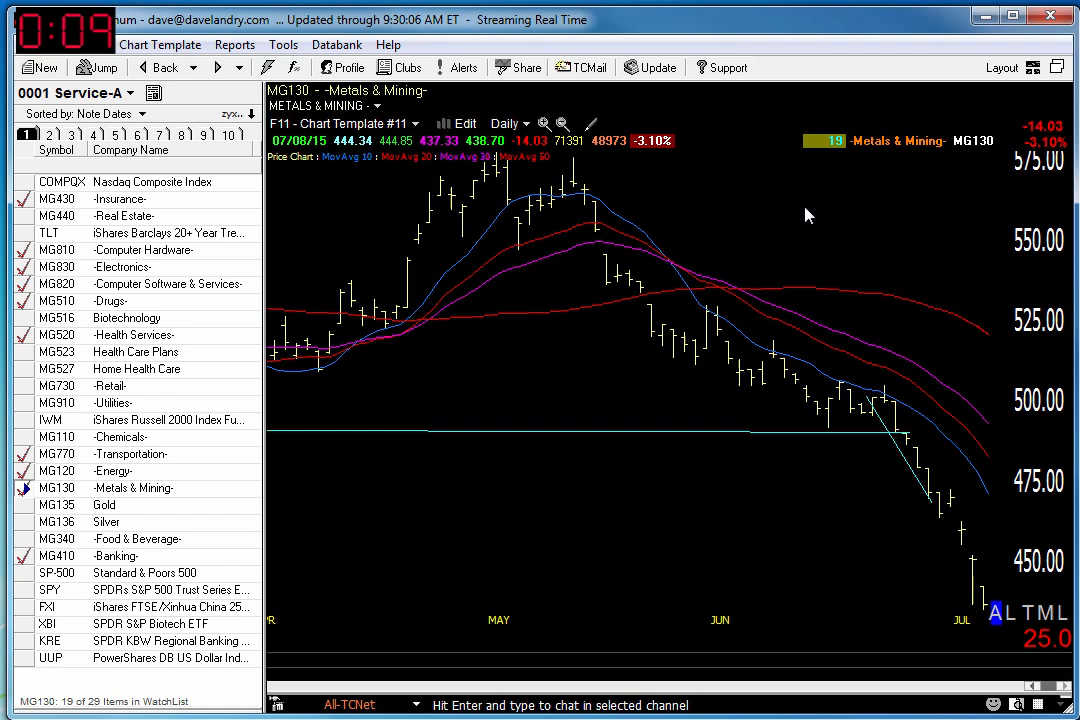 0:09
num - dave@davelandry.com ... Updated through 9:30:06 AM ET - Streaming Real Time
Chart Template Reports Tools Databank Help
New Jump Back Profile Clubs Alerts Share TCMail Update Support Layout
0001 Service-A
Sorted by: Note Dates zyx..
1 2 3 4 5 6 7 8 9 10
Symbol Company Name
COMPQX Nasdaq Composite Index
MG430 -Insurance-
MG440 -Real Estate-
TLT iShares Barclays 20+ Year Tre...
MG810 -Computer Hardware-
MG830 -Electronics-
MG820 -Computer Software & Services-
MG510 -Drugs-
MG516 Biotechnology
MG520 -Health Services-
MG523 Health Care Plans
MG527 Home Health Care
MG730 -Retail-
MG910 -Utilities-
IWM iShares Russell 2000 Index Fu...
MG110 -Chemicals-
MG770 -Transportation-
MG120 -Energy-
MG130 -Metals & Mining-
MG135 Gold
MG136 Silver
MG340 -Food & Beverage-
MG410 -Banking-
SP-500 Standard & Poors 500
SPY SPDRs S&P 500 Trust Series E...
FXI iShares FTSE/Xinhua China 25...
XBI SPDR S&P Biotech ETF
KRE SPDR KBW Regional Banking ...
UUP PowerShares DB US Dollar Ind...
MG130: 19 of 29 Items in WatchList
MG130 - -Metals & Mining-
METALS & MINING -
F11 - Chart Template #11 Edit Daily
07/08/15 444.34 444.85 437.33 438.70 -14.03 71391 48973 -3.10%
19 -Metals & Mining- MG130
-14.03
-3.10%
Price Chart : MovAvg 10 : MovAvg 20 : MovAvg 30 : MovAvg 50
575.00
550.00
525.00
500.00
475.00
450.00
A L T M L
25.0
PR MAY JUN JUL
All-TCNet Hit Enter and type to chat in selected channel